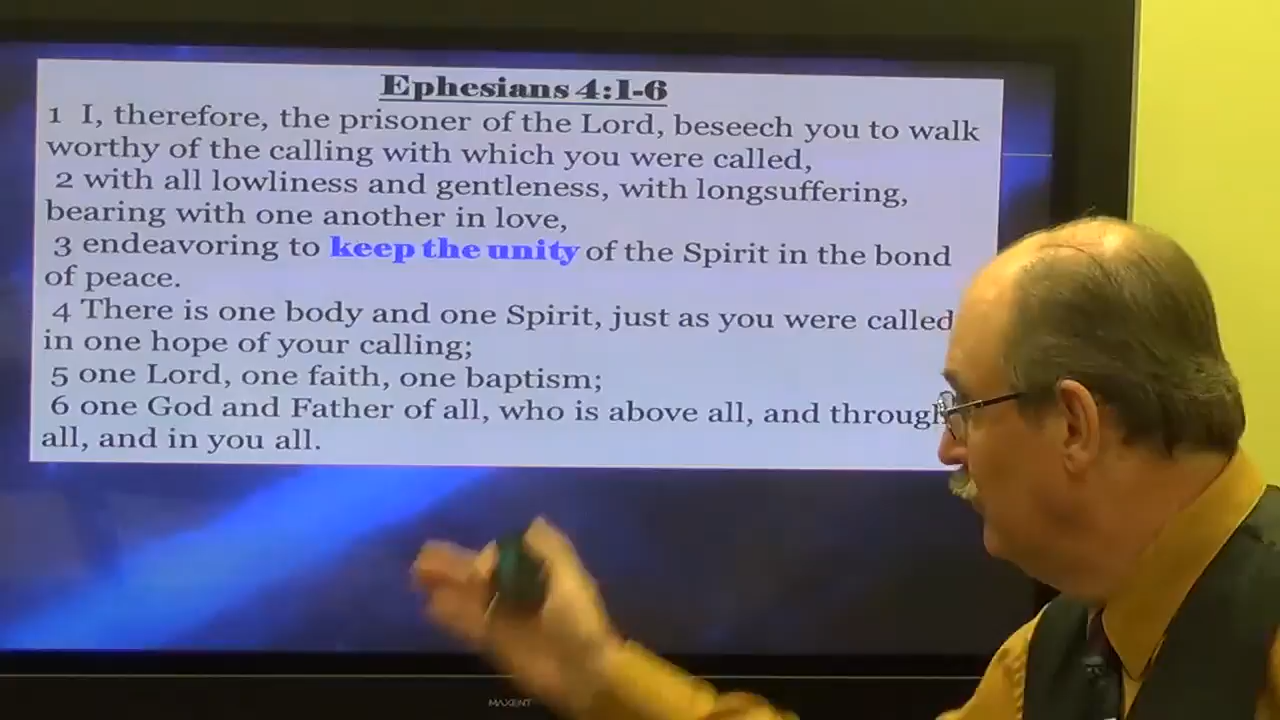 Ephesians 4:1-6
1 I, therefore, the prisoner of the Lord, beseech you to walk
worthy of the calling with which you were called,
2 with all lowliness and gentleness, with longsuffering,
bearing with one another in love,
3 endeavoring to keep the unity of the Spirit in the bond
of peace.
4 There is one body and one Spirit, just as you were called
in one hope of your calling;
5 one Lord, one faith, one baptism;
6 one God and Father of all, who is above all, and through
all, and in you all.
MAXENT